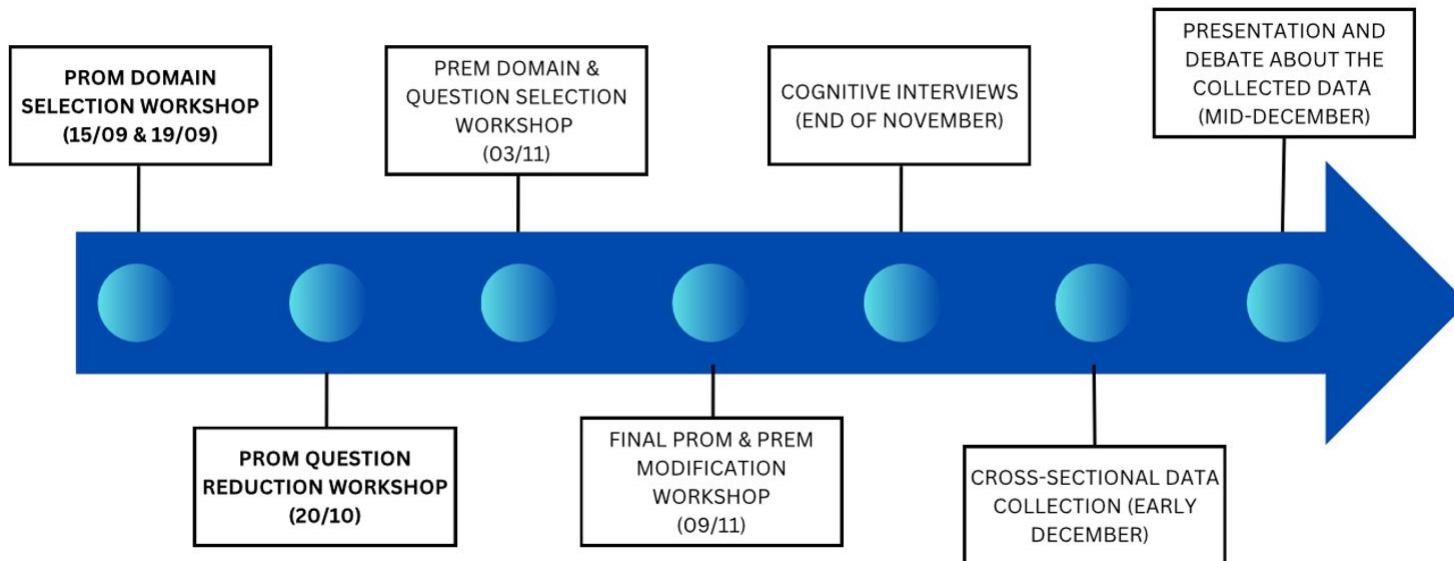 PROM DOMAIN
SELECTION WORKSHOP
(15/09 & 19/09)
PROM QUESTION
REDUCTION WORKSHOP
(20/10)
PREM DOMAIN &
QUESTION SELECTION
WORKSHOP
(03/11)
FINAL PROM & PREM
MODIFICATION
WORKSHOP
(09/11)
COGNITIVE INTERVIEWS
(END OF NOVEMBER)
CROSS-SECTIONAL DATA
COLLECTION (EARLY
DECEMBER)
PRESENTATION AND
DEBATE ABOUT THE
COLLECTED DATA
(MID-DECEMBER)